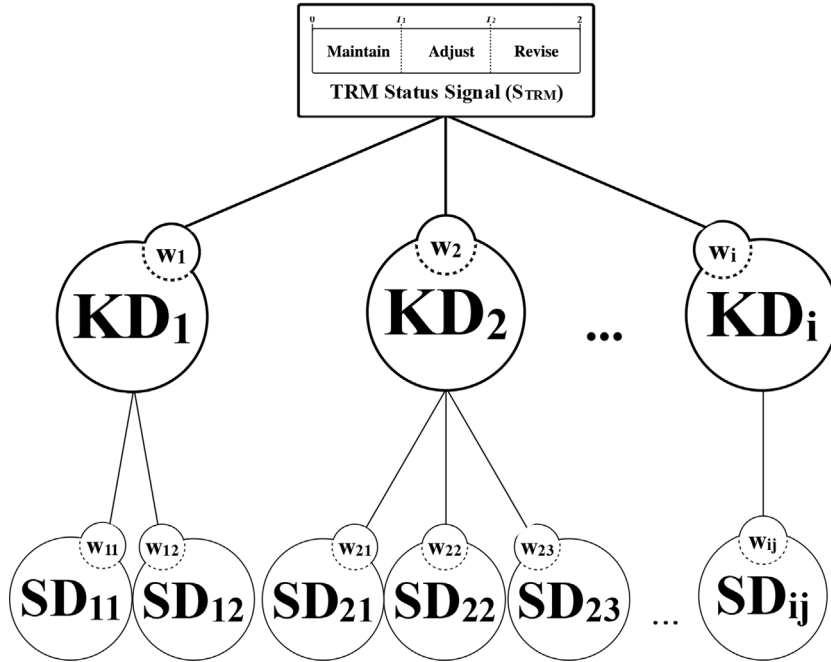 0 T₁ T₂ 2
Maintain Adjust Revise
TRM Status Signal (S_TRM)
w₁ w₂ wᵢ
KD₁ KD₂ ... KDᵢ
w₁₁ w₁₂ w₂₁ w₂₂ w₂₃ wᵢⱼ
SD₁₁ SD₁₂ SD₂₁ SD₂₂ SD₂₃ ... SDᵢⱼ